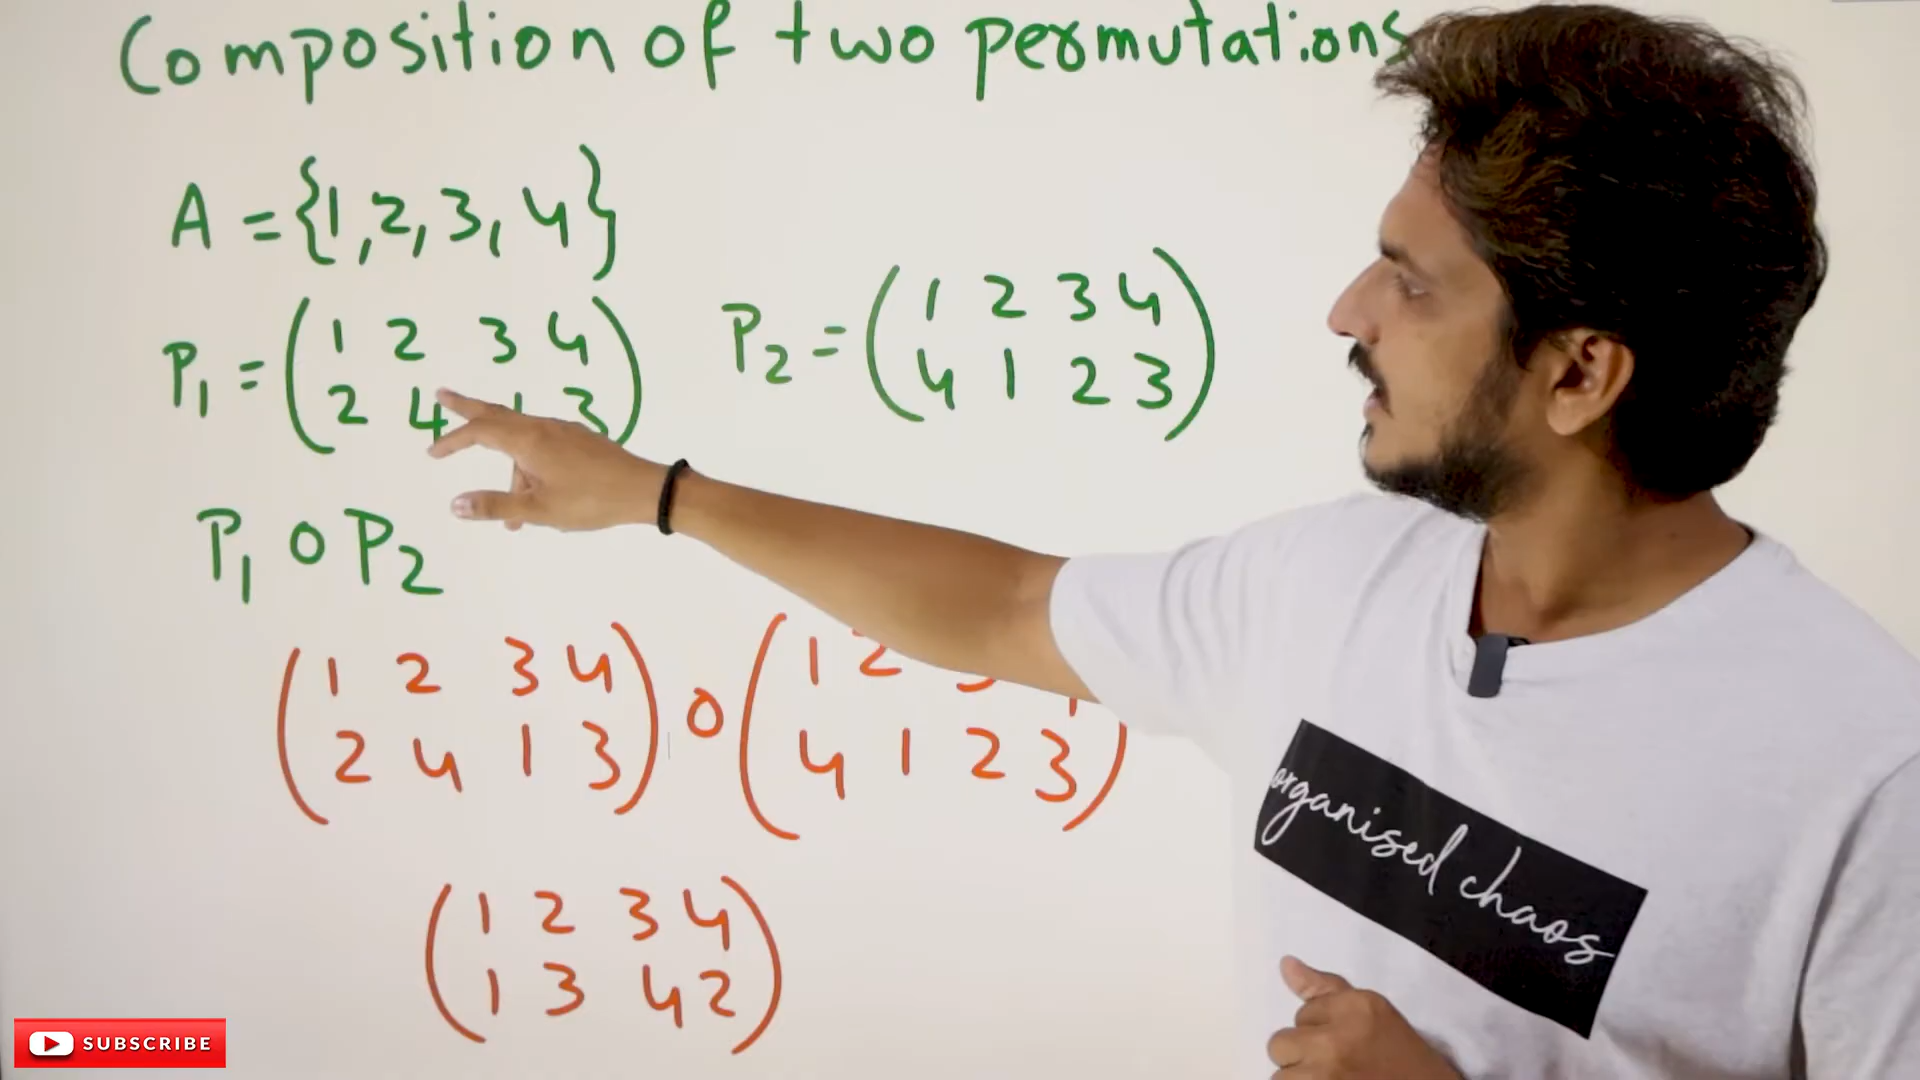 Composition of two permutations
A = {1, 2, 3, 4}
P1 = (1 2 3 4
2 4 1 3)
P2 = (1 2 3 4
4 1 2 3)
P1 o P2
(1 2 3 4
2 4 1 3)
o
(1 2 3
4 1 2 3)
(1 2 3 4
1 3 4 2)
organised chaos
SUBSCRIBE